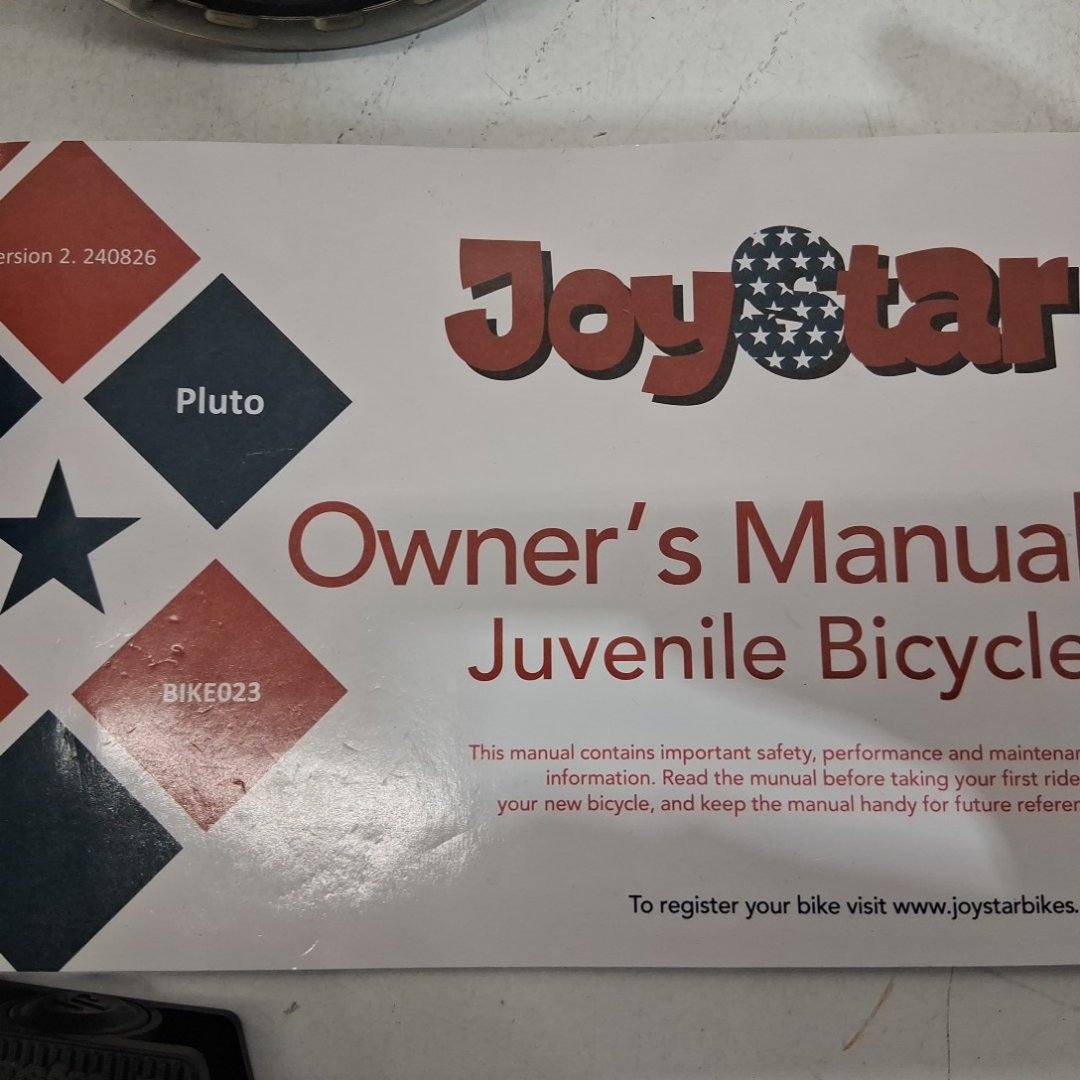 ersion 2. 240826
JoyStar
Pluto
Owner's Manual
Juvenile Bicycle
BIKE023
This manual contains important safety, performance and maintenan
information. Read the munual before taking your first ride
your new bicycle, and keep the manual handy for future referen
To register your bike visit www.joystarbikes.